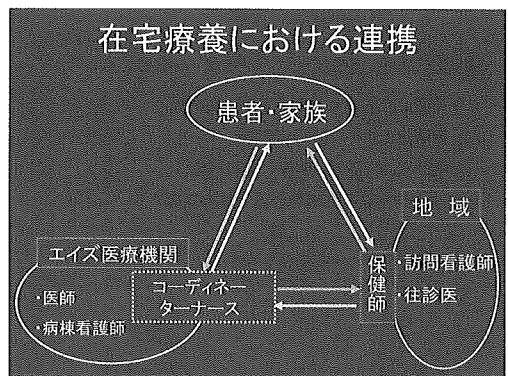 在宅療養における連携
患者・家族
地 域
エイズ医療機関
・医師
・病棟看護師
コーディネー
ターナース
保健師
・訪問看護師
・往診医